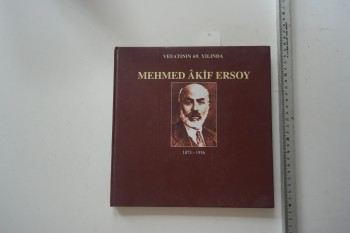 VEFATININ 60. YILINDA
MEHMED ÂKİF ERSOY
1873 - 1936